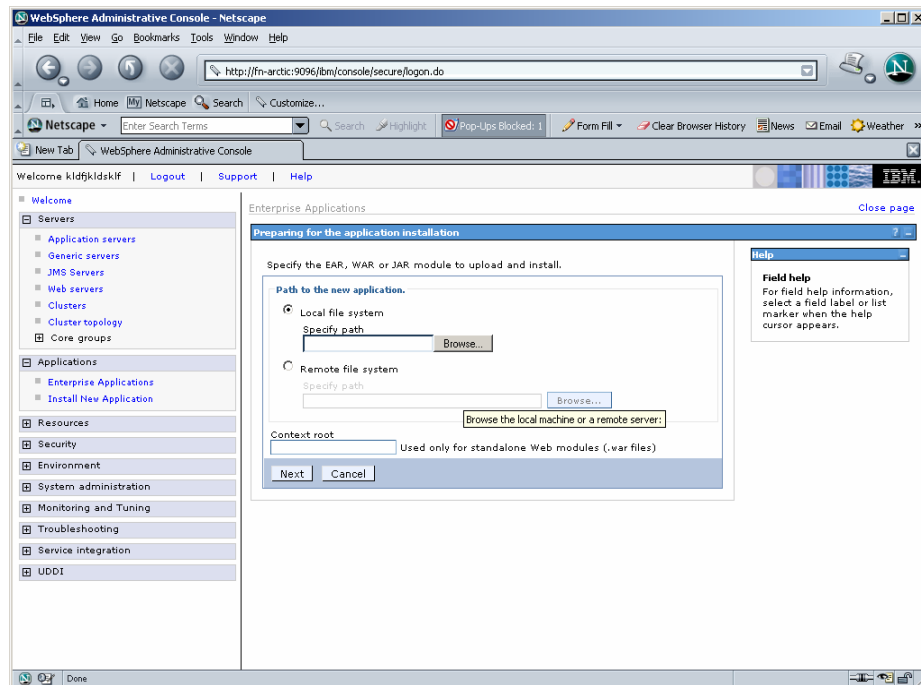 WebSphere Administrative Console - Netscape
File Edit View Go Bookmarks Tools Window Help
http://fn-arctic:9096/ibm/console/secure/logon.do
Home My Netscape Search Customize...
Netscape Enter Search Terms Search Highlight Pop-Ups Blocked: 1 Form Fill Clear Browser History News Email Weather »
New Tab WebSphere Administrative Console
Welcome kldfjkldsklf | Logout | Support | Help IBM.
Welcome
Servers
Application servers
Generic servers
JMS Servers
Web servers
Clusters
Cluster topology
Core groups
Applications
Enterprise Applications
Install New Application
Resources
Security
Environment
System administration
Monitoring and Tuning
Troubleshooting
Service integration
UDDI
Enterprise Applications Close page
Preparing for the application installation ? –
Specify the EAR, WAR or JAR module to upload and install.
Path to the new application.
Local file system
Specify path
Browse...
Remote file system
Specify path
Browse...
Browse the local machine or a remote server:
Context root
Used only for standalone Web modules (.war files)
Next Cancel
Help –
Field help
For field help information,
select a field label or list
marker when the help
cursor appears.
Done